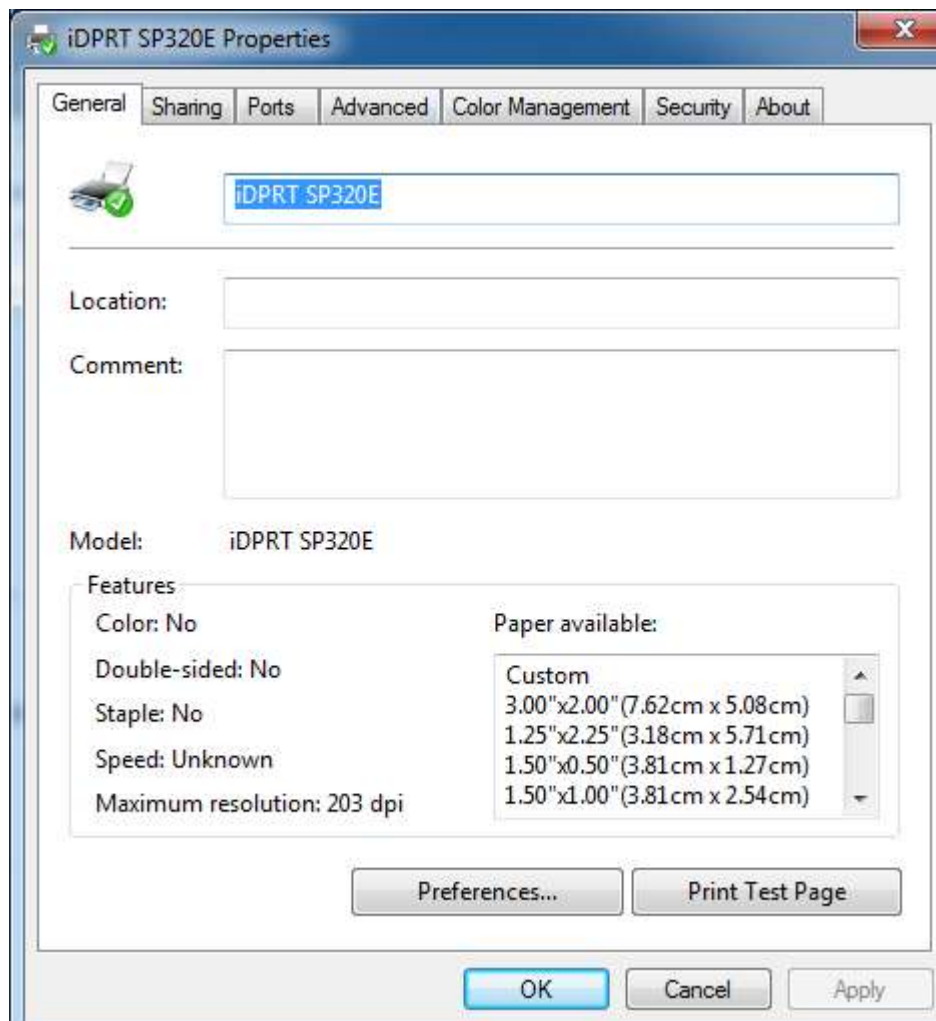 iDPRT SP320E Properties
General Sharing Ports Advanced Color Management Security About
iDPRT SP320E
Location:
Comment:
Model: iDPRT SP320E
Features
Color: No
Double-sided: No
Staple: No
Speed: Unknown
Maximum resolution: 203 dpi
Paper available:
Custom
3.00"x2.00"(7.62cm x 5.08cm)
1.25"x2.25"(3.18cm x 5.71cm)
1.50"x0.50"(3.81cm x 1.27cm)
1.50"x1.00"(3.81cm x 2.54cm)
Preferences... Print Test Page
OK Cancel Apply